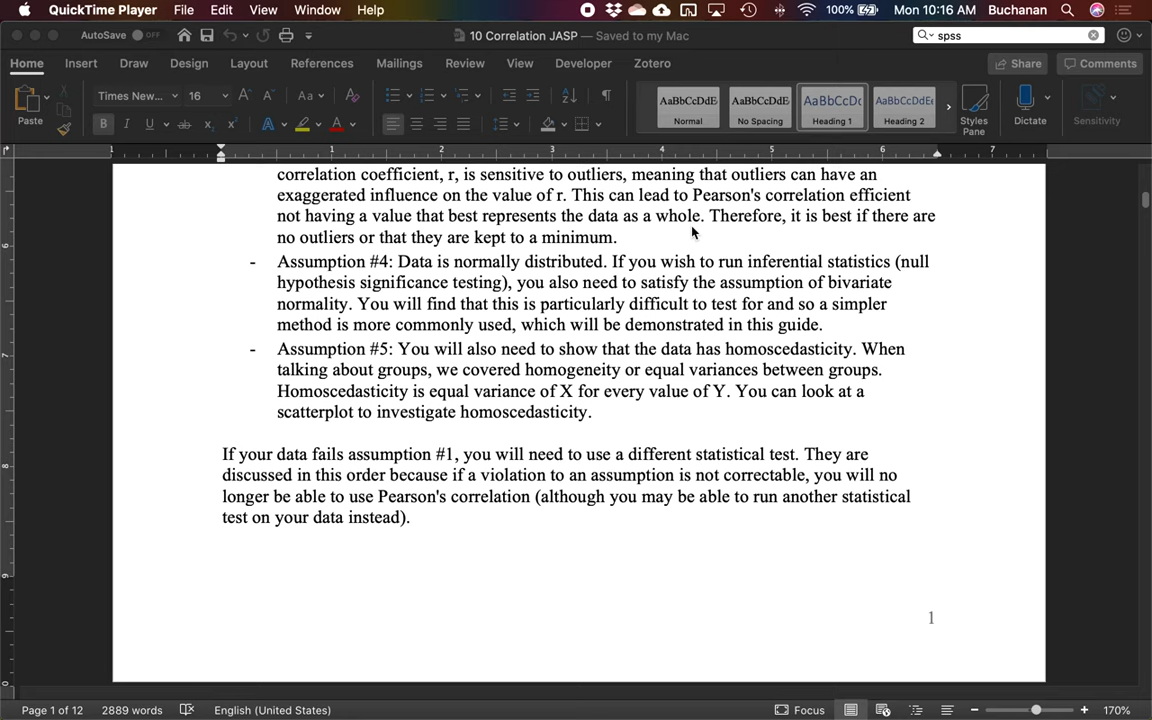 QuickTime Player File Edit View Window Help 100% Mon 10:16 AM Buchanan
AutoSave OFF 10 Correlation JASP — Saved to my Mac spss
Home Insert Draw Design Layout References Mailings Review View Developer Zotero Share Comments
Paste Times New... 16 Aa AaBbCcDdE Normal AaBbCcDdE No Spacing AaBbCcDc Heading 1 AaBbCcDdEe Heading 2 Styles Pane Dictate Sensitivity
1 1 2 3 4 5 6 7
correlation coefficient, r, is sensitive to outliers, meaning that outliers can have an
exaggerated influence on the value of r. This can lead to Pearson's correlation efficient
not having a value that best represents the data as a whole. Therefore, it is best if there are
no outliers or that they are kept to a minimum.
- Assumption #4: Data is normally distributed. If you wish to run inferential statistics (null
hypothesis significance testing), you also need to satisfy the assumption of bivariate
normality. You will find that this is particularly difficult to test for and so a simpler
method is more commonly used, which will be demonstrated in this guide.
- Assumption #5: You will also need to show that the data has homoscedasticity. When
talking about groups, we covered homogeneity or equal variances between groups.
Homoscedasticity is equal variance of X for every value of Y. You can look at a
scatterplot to investigate homoscedasticity.
If your data fails assumption #1, you will need to use a different statistical test. They are
discussed in this order because if a violation to an assumption is not correctable, you will no
longer be able to use Pearson's correlation (although you may be able to run another statistical
test on your data instead).
1
Page 1 of 12 2889 words English (United States) Focus 170%